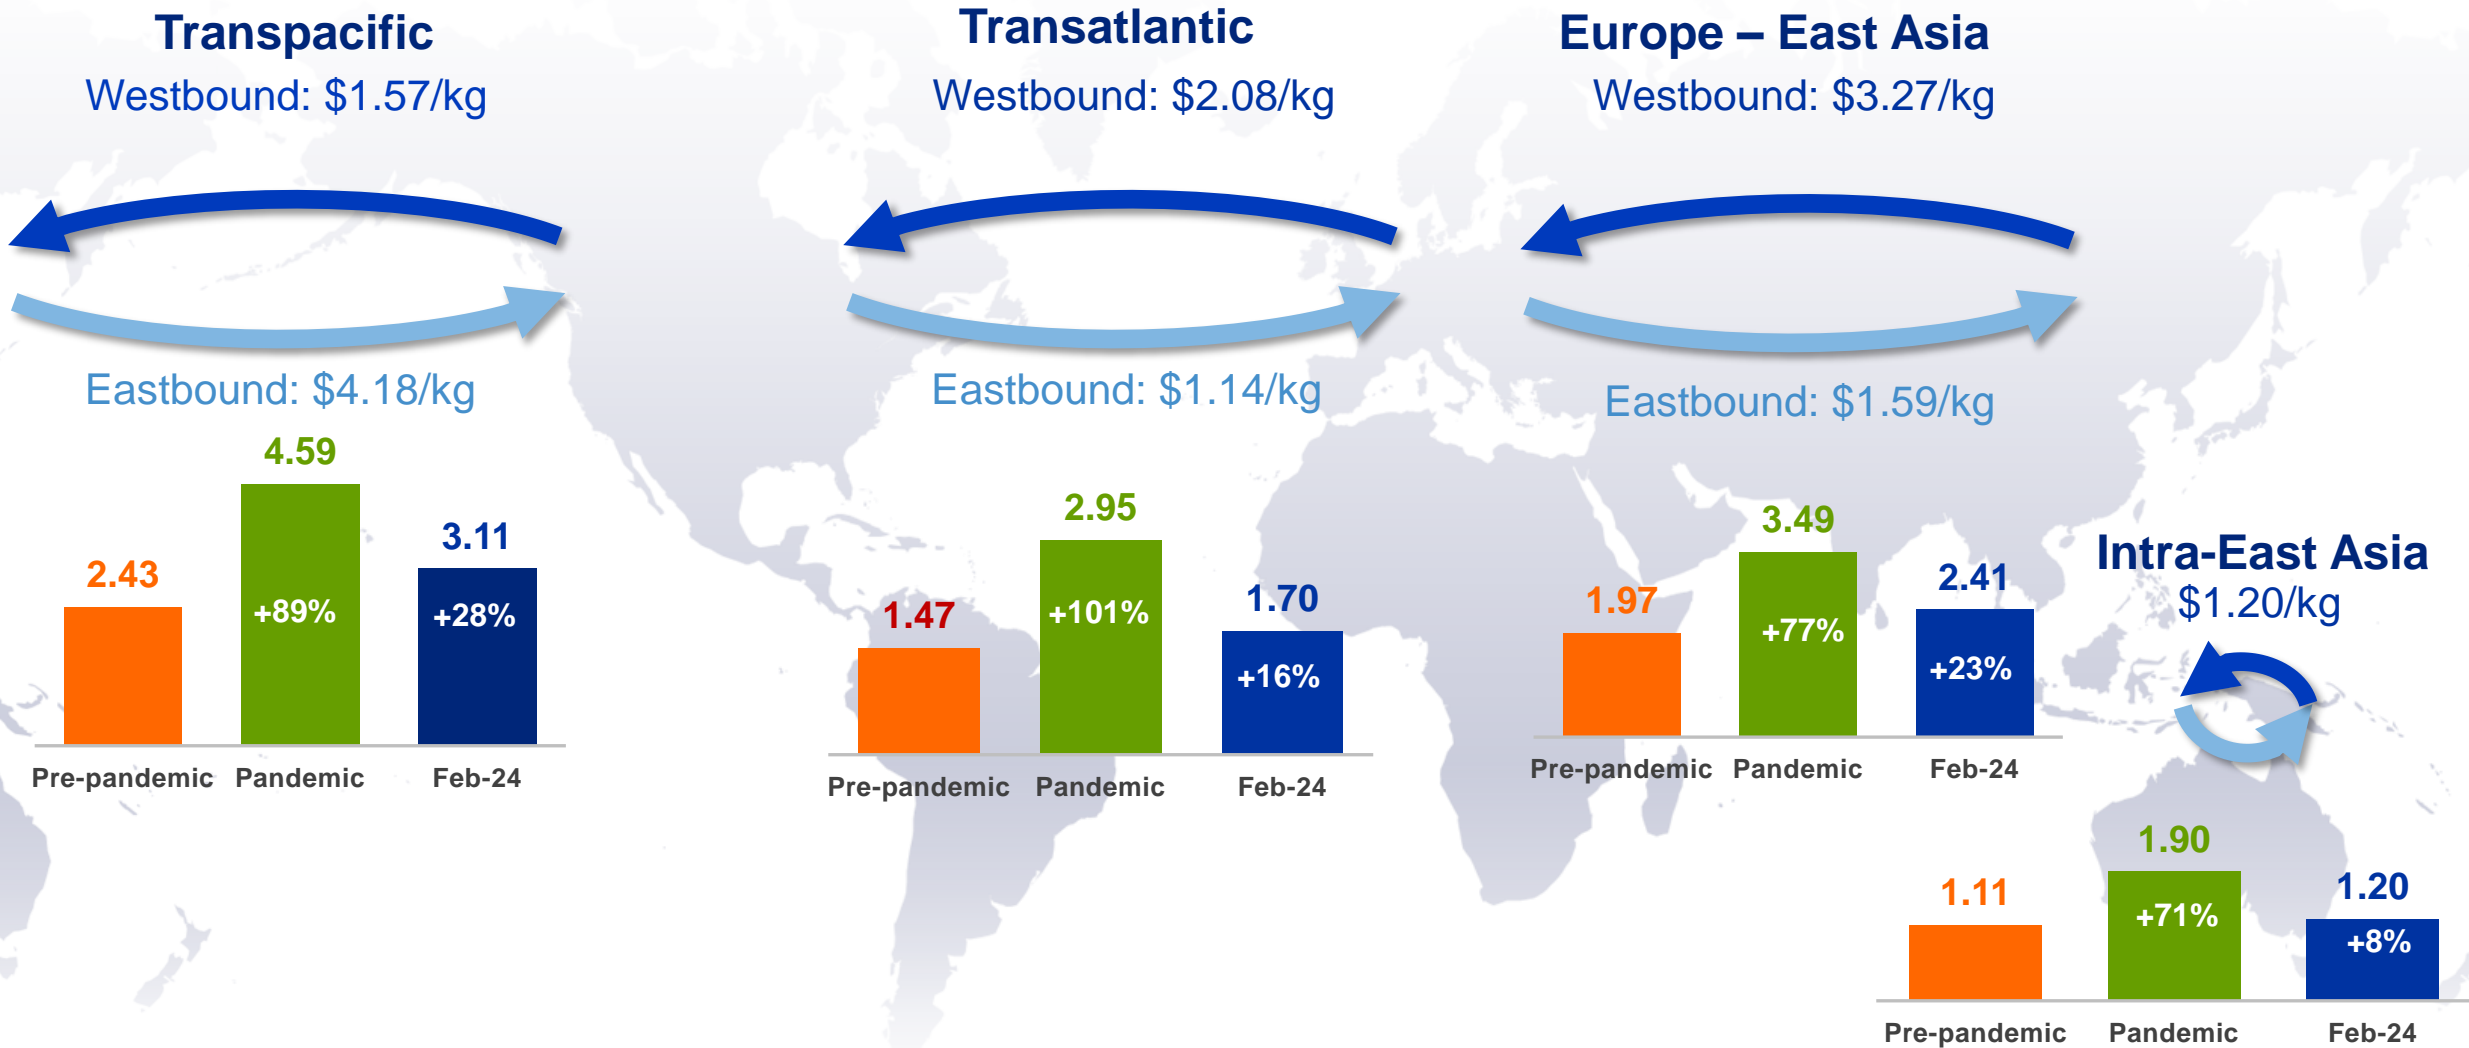 Transpacific
Westbound: $1.57/kg
Eastbound: $4.18/kg
4.59
3.11
2.43
+89%
+28%
Pre-pandemic Pandemic Feb-24
Transatlantic
Westbound: $2.08/kg
Eastbound: $1.14/kg
2.95
1.70
1.47
+101%
+16%
Pre-pandemic Pandemic Feb-24
Europe – East Asia
Westbound: $3.27/kg
Eastbound: $1.59/kg
3.49
2.41
1.97
+77%
+23%
Pre-pandemic Pandemic Feb-24
Intra-East Asia
$1.20/kg
1.90
1.20
1.11
+71%
+8%
Pre-pandemic Pandemic Feb-24